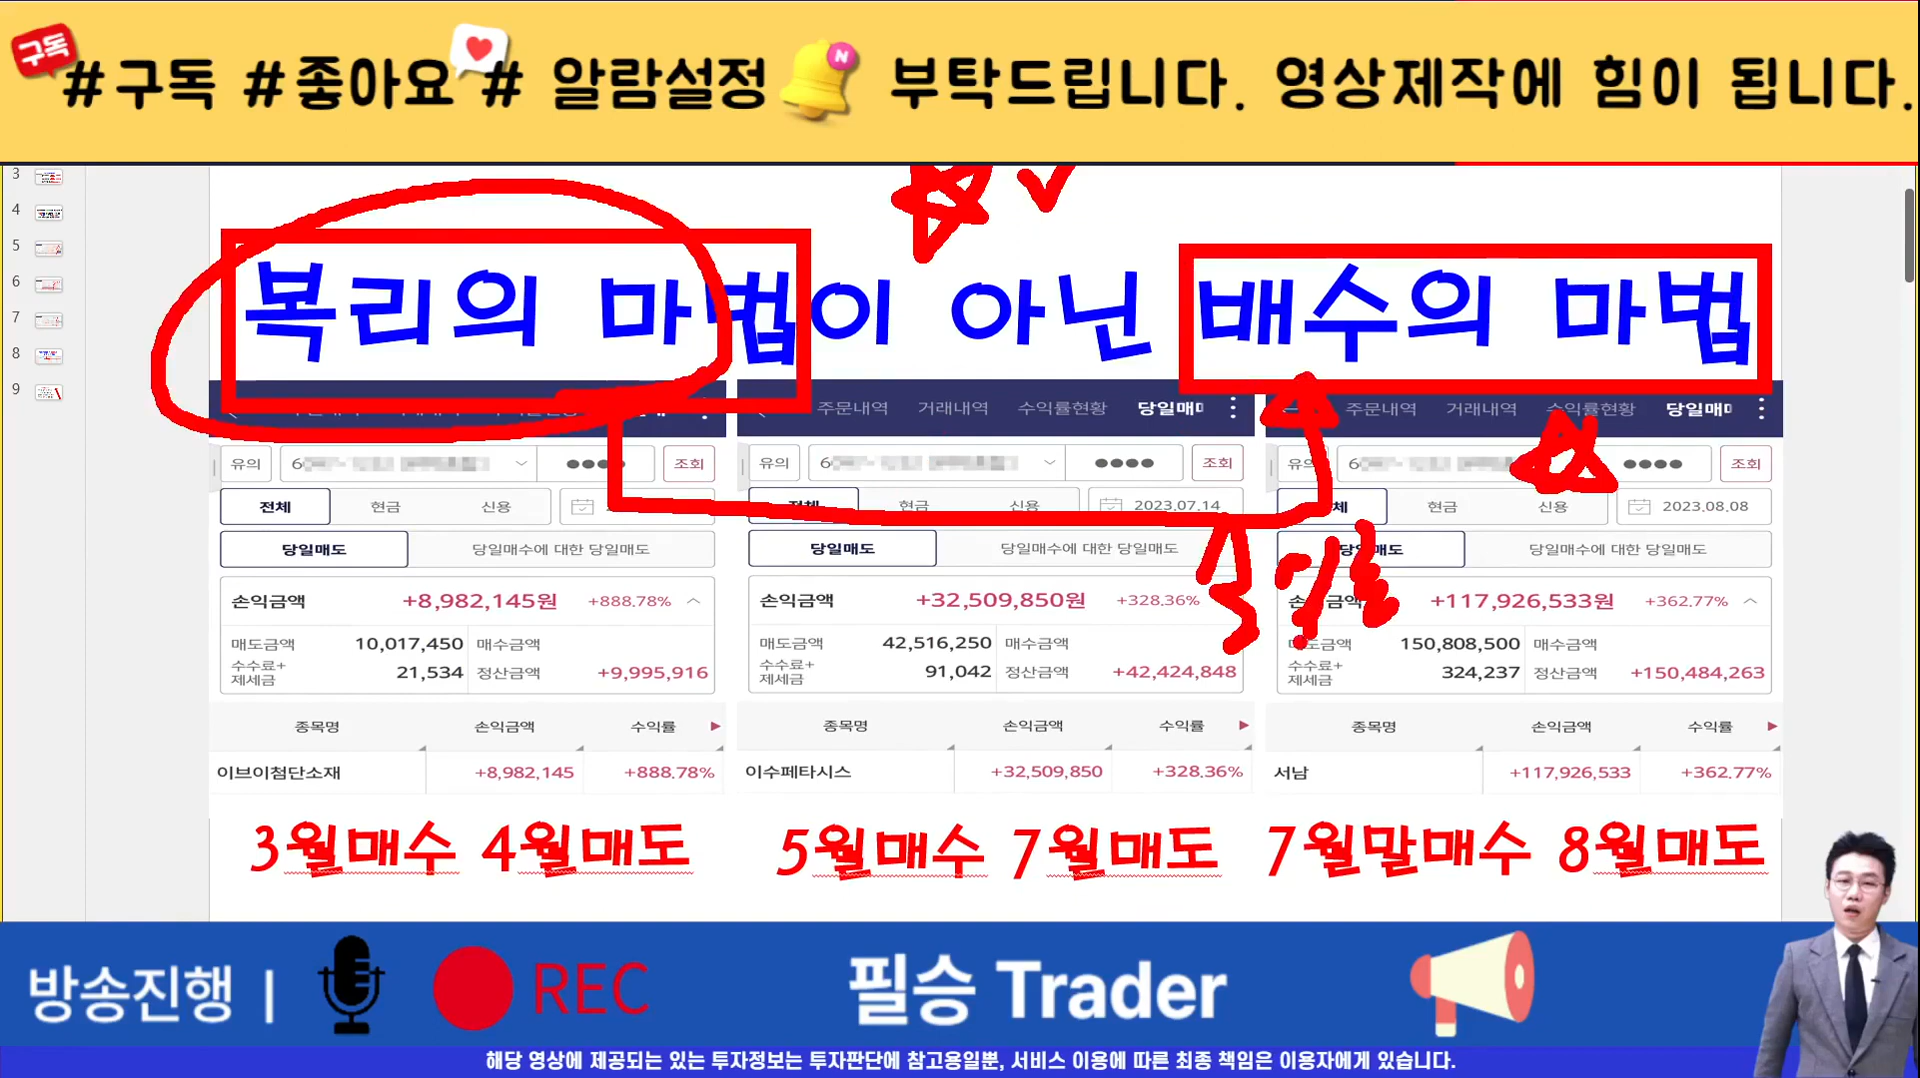 구독
#구독 #좋아요 # 알람설정 N 부탁드립니다. 영상제작에 힘이 됩니다.
3
4
5
6
7
8
9
복리의 마법이 아닌 배수의 마법
주문내역 거래내역 수익률현황 당일매
주문내역 거래내역 수익률현황 당일매
유의 6 조회
유의 6 조회
유의 6 조회
전체 현금 신용
전체 현금 신용 2023.07.14
체 현금 신용 2023.08.08
당일매도 당일매수에 대한 당일매도
당일매도 당일매수에 대한 당일매도
당일매도 당일매수에 대한 당일매도
손익금액 +8,982,145원 +888.78%
매도금액 10,017,450 매수금액
수수료+제세금 21,534 정산금액 +9,995,916
손익금액 +32,509,850원 +328.36%
매도금액 42,516,250 매수금액
수수료+제세금 91,042 정산금액 +42,424,848
손익금액 +117,926,533원 +362.77%
매도금액 150,808,500 매수금액
수수료+제세금 324,237 정산금액 +150,484,263
종목명 손익금액 수익률
이브이첨단소재 +8,982,145 +888.78%
종목명 손익금액 수익률
이수페타시스 +32,509,850 +328.36%
종목명 손익금액 수익률
서남 +117,926,533 +362.77%
3월매수 4월매도
5월매수 7월매도
7월말매수 8월매도
방송진행 | REC 필승 Trader
해당 영상에 제공되는 있는 투자정보는 투자판단에 참고용일뿐, 서비스 이용에 따른 최종 책임은 이용자에게 있습니다.